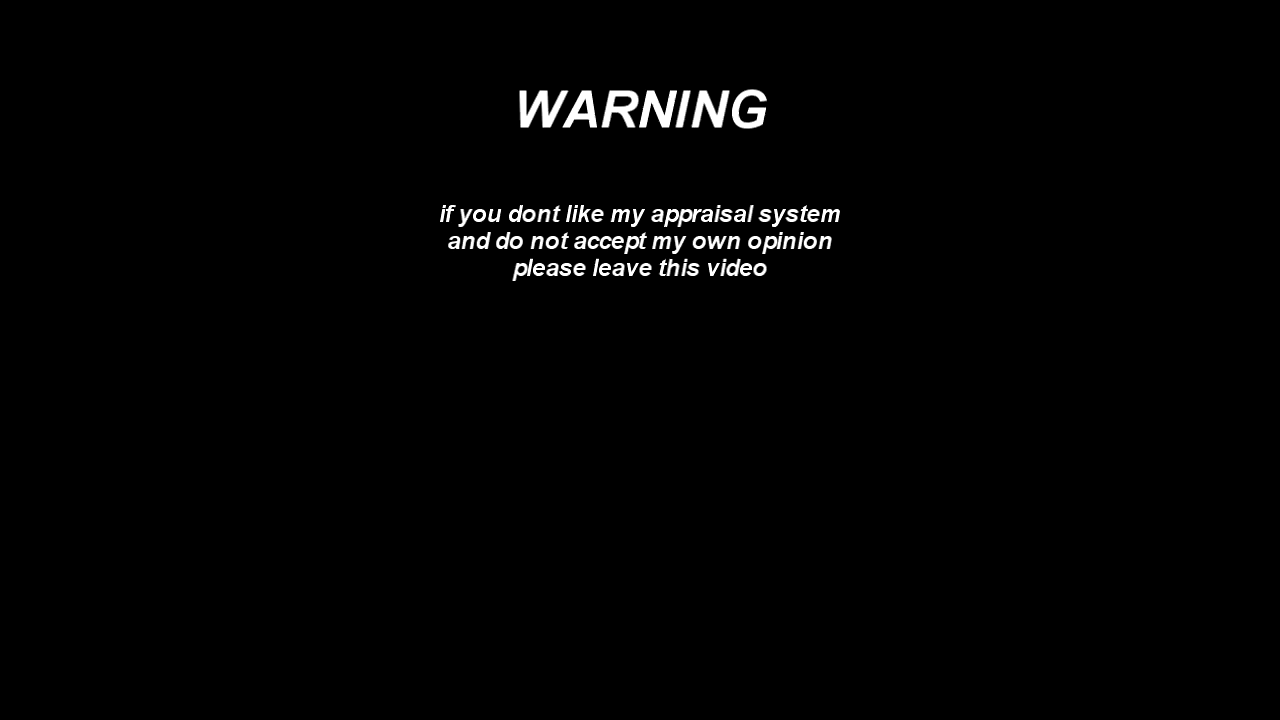 WARNING
if you dont like my appraisal system
and do not accept my own opinion
please leave this video